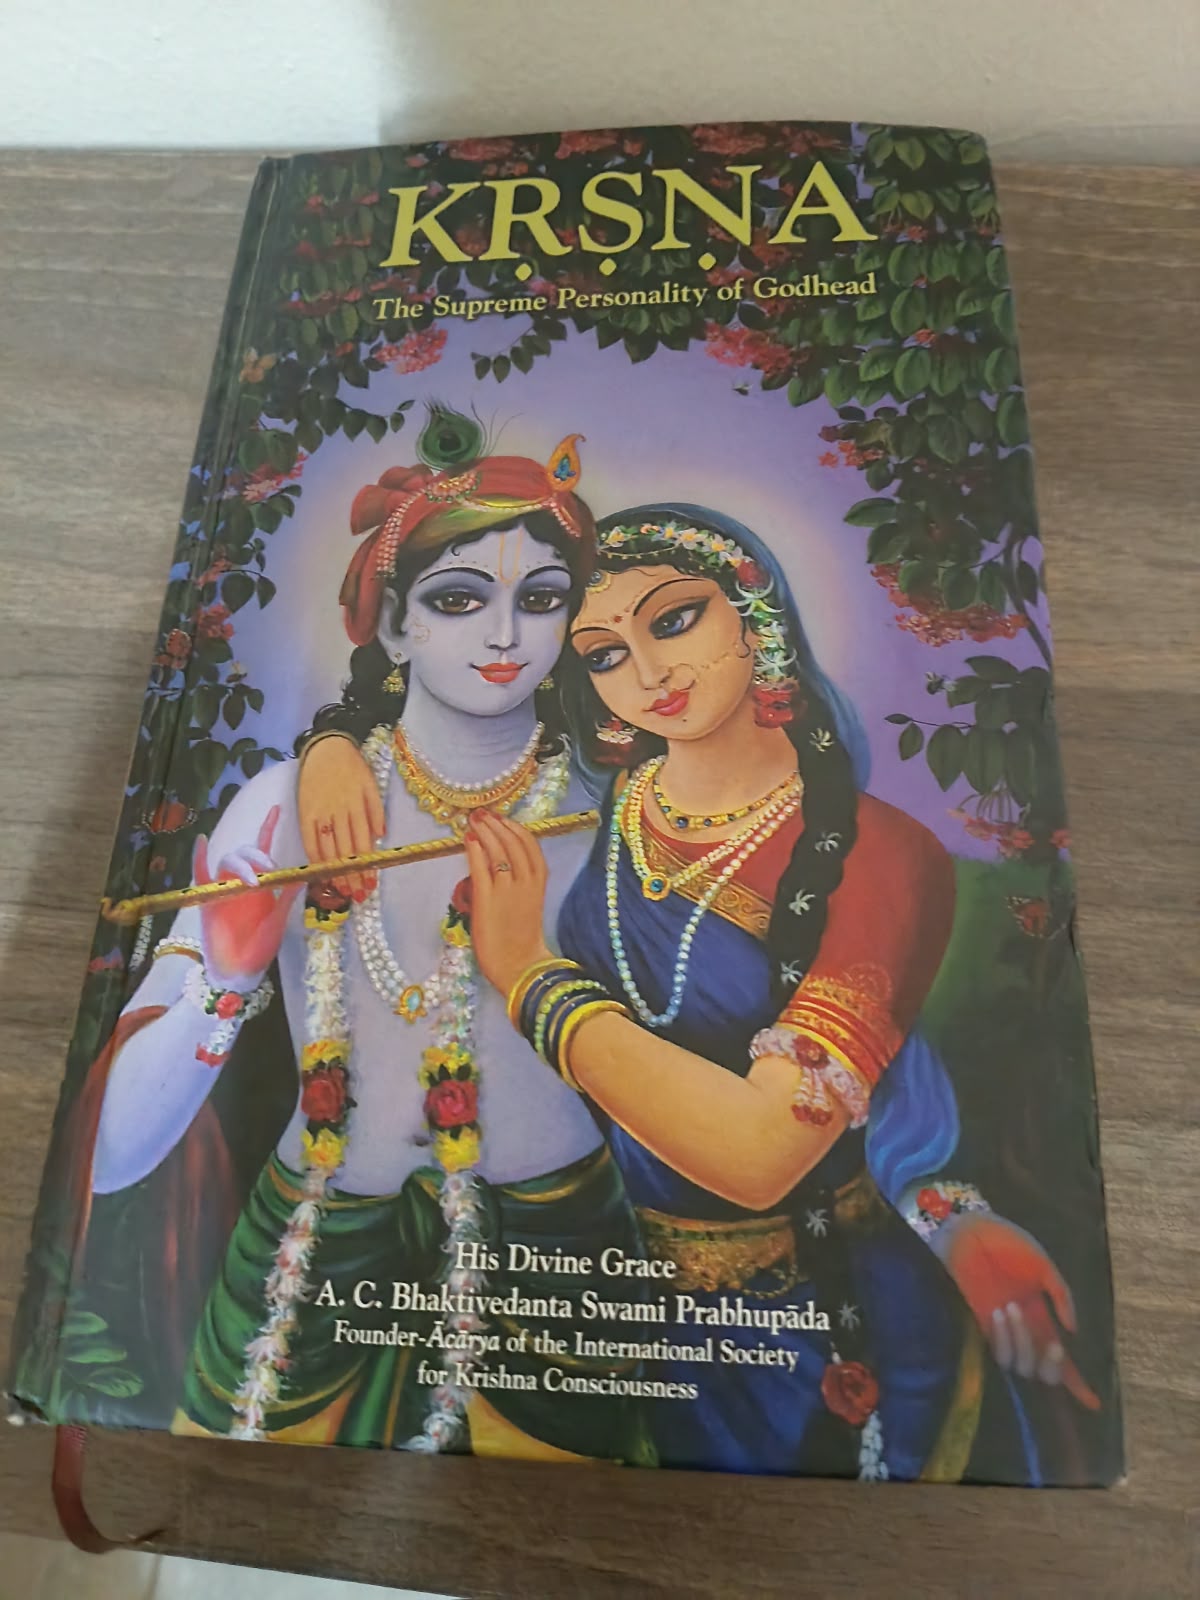 KṚṢṆA
The Supreme Personality of Godhead
His Divine Grace
A. C. Bhaktivedanta Swami Prabhupāda
Founder-Ācārya of the International Society
for Krishna Consciousness